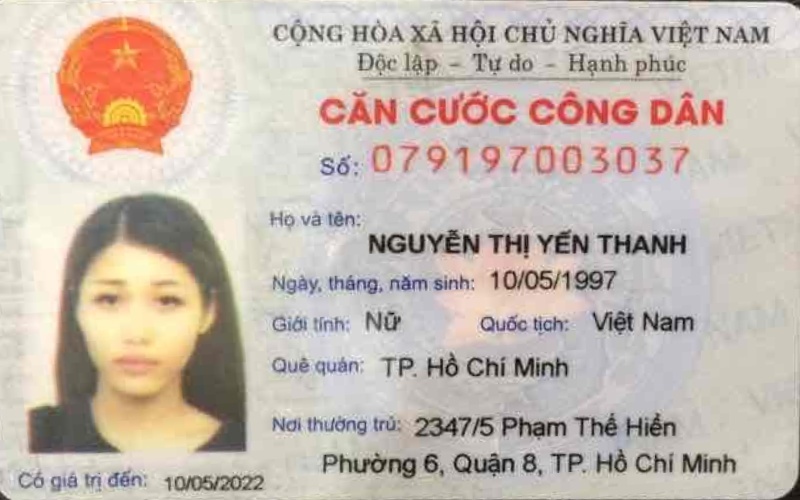 CỘNG HÒA XÃ HỘI CHỦ NGHĨA VIỆT NAM
Độc lập - Tự do - Hạnh phúc
CĂN CƯỚC CÔNG DÂN
Số: 079197003037
Họ và tên:
NGUYỄN THỊ YẾN THANH
Ngày, tháng, năm sinh: 10/05/1997
Giới tính: Nữ Quốc tịch: Việt Nam
Quê quán: TP. Hồ Chí Minh
Nơi thường trú: 2347/5 Phạm Thế Hiển
Phường 6, Quận 8, TP. Hồ Chí Minh
Có giá trị đến: 10/05/2022